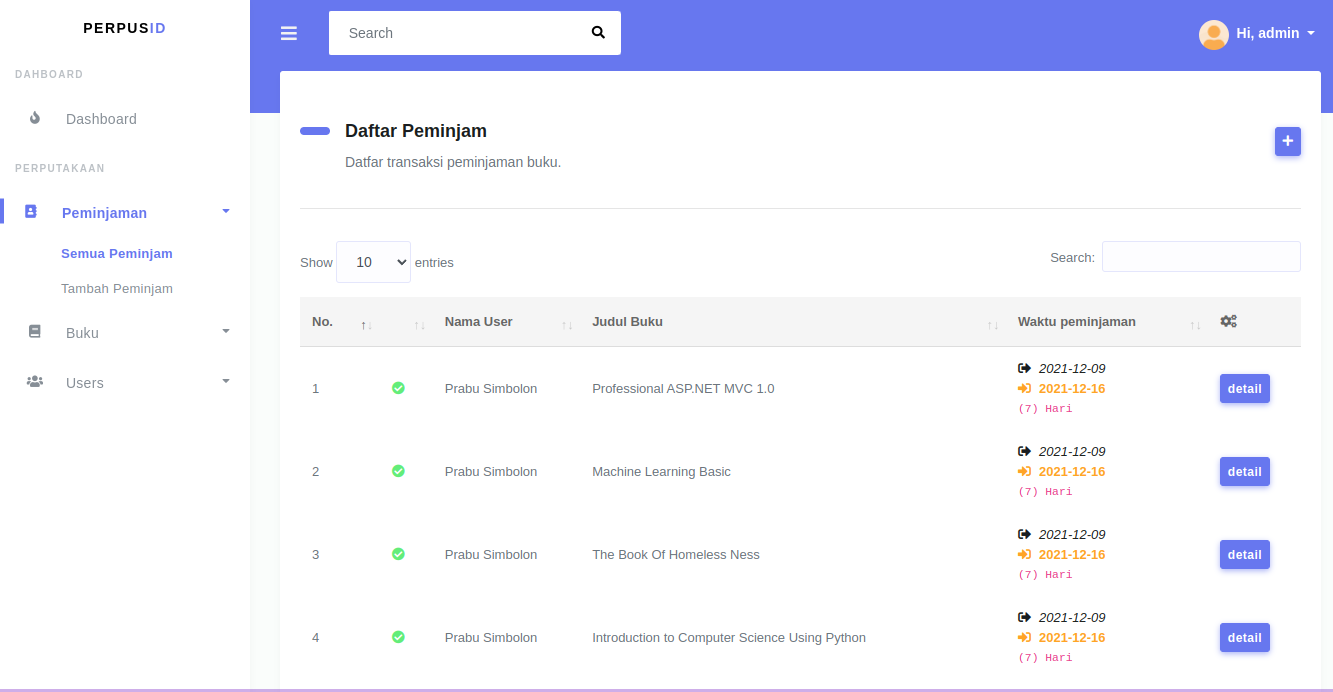 PERPUSID
Search
Hi, admin
DAHBOARD
Dashboard
PERPUTAKAAN
Peminjaman
Semua Peminjam
Tambah Peminjam
Buku
Users
Daftar Peminjam
Datfar transaksi peminjaman buku.
Show 10 entries
Search:
No. Nama User Judul Buku Waktu peminjaman
1 Prabu Simbolon Professional ASP.NET MVC 1.0 2021-12-09 detail
2021-12-16
(7) Hari
2 Prabu Simbolon Machine Learning Basic 2021-12-09 detail
2021-12-16
(7) Hari
3 Prabu Simbolon The Book Of Homeless Ness 2021-12-09 detail
2021-12-16
(7) Hari
4 Prabu Simbolon Introduction to Computer Science Using Python 2021-12-09 detail
2021-12-16
(7) Hari